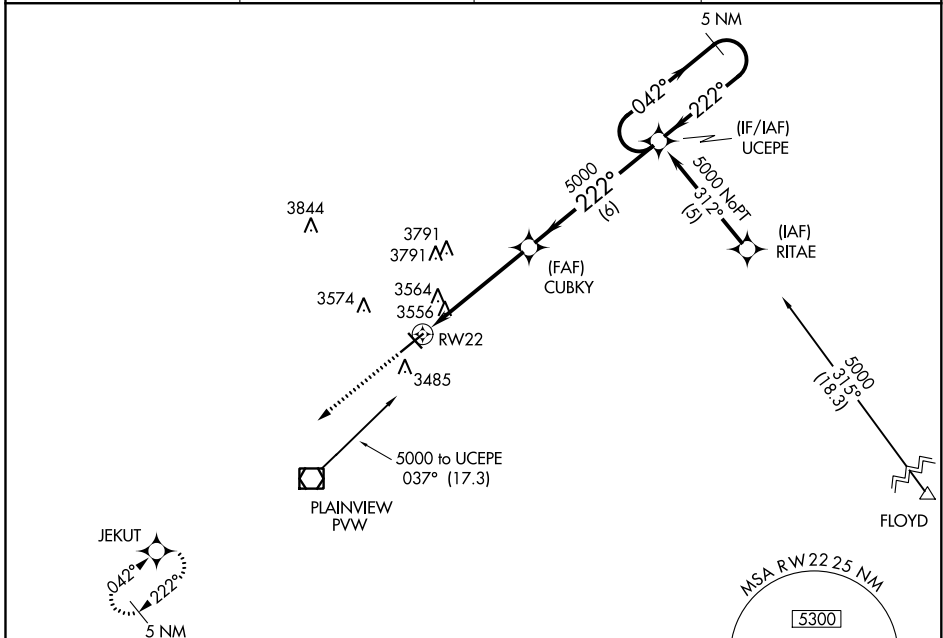 5 NM
042°
222°
(IF/IAF)
UCEPE
5000
222°
(6)
5000 NoPT
312°
(5)
(IAF)
RITAE
3844
3791
3791
(FAF)
CUBKY
3574
3564
3556
RW22
3485
5000
315°
(18.3)
5000 to UCEPE
037° (17.3)
PLAINVIEW
PVW
FLOYD
JEKUT
042°
222°
5 NM
MSA RW22 25 NM
5300